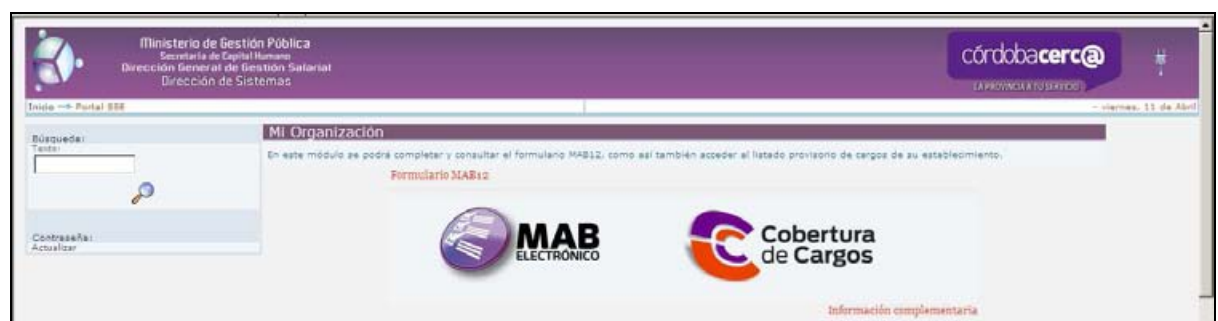 Ministerio de Gestión Pública
Secretaría de Capital Humano
Dirección General de Gestión Salarial
Dirección de Sistemas
córdobacerc@
LA PROVINCIA A TU SERVICIO
Inicio Portal SSE
- viernes, 11 de Abril
Búsqueda:
Texto:
Contraseña:
Actualizar
Mi Organización
En este módulo se podrá completar y consultar el formulario MAB12, como así también acceder al listado provisorio de cargos de su establecimiento.
Formulario MAB12
MAB
ELECTRÓNICO
Cobertura
de Cargos
Información complementaria